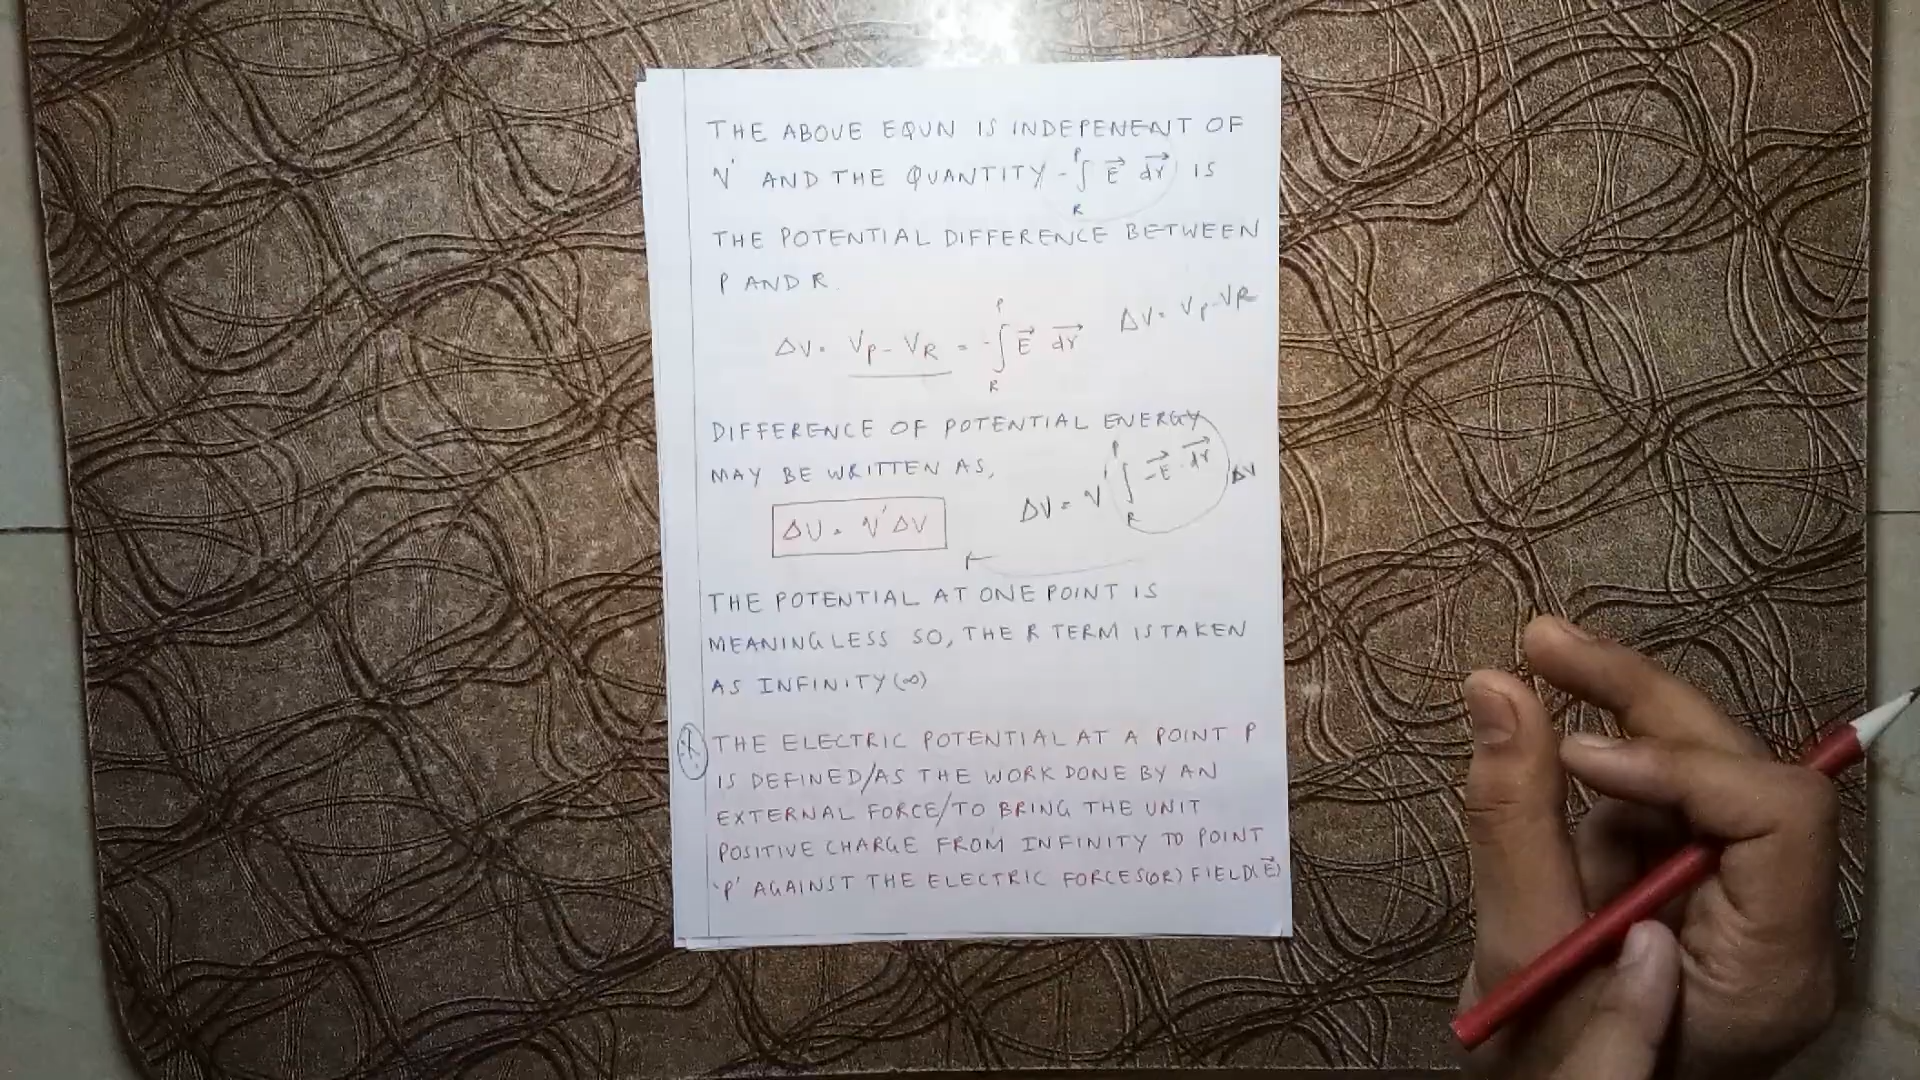 THE ABOVE EQUN IS INDEPENENT OF
q' AND THE QUANTITY -∫ᴿᴾ E⃗ dr⃗ IS
THE POTENTIAL DIFFERENCE BETWEEN
P AND R.
ΔV = VP - VR = -∫ᴿᴾ E⃗ dr⃗ ΔV = VP - VR
DIFFERENCE OF POTENTIAL ENERGY
MAY BE WRITTEN AS,
ΔU = q'ΔV ΔU = q' ∫ᴿᴾ -E⃗ . dr⃗ ΔV
THE POTENTIAL AT ONE POINT IS
MEANINGLESS SO, THE R TERM IS TAKEN
AS INFINITY (∞)
* THE ELECTRIC POTENTIAL AT A POINT P
IS DEFINED/AS THE WORK DONE BY AN
EXTERNAL FORCE/TO BRING THE UNIT
POSITIVE CHARGE FROM INFINITY TO POINT
'P' AGAINST THE ELECTRIC FORCES(OR) FIELD(E⃗)